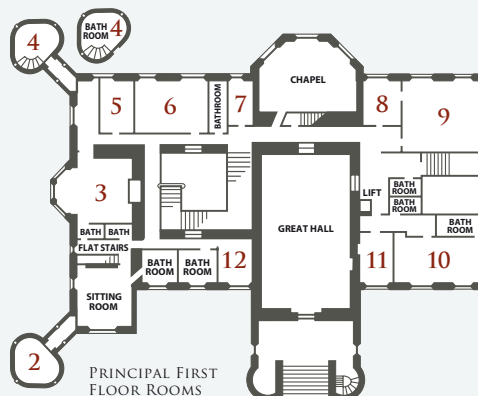 4
BATH
ROOM
4
CHAPEL
5
6
BATHROOM
7
8
9
3
LIFT
BATH
ROOM
BATH
ROOM
BATH
ROOM
BATH
BATH
FLAT STAIRS
GREAT HALL
BATH
ROOM
BATH
ROOM
12
11
10
SITTING
ROOM
2
PRINCIPAL FIRST
FLOOR ROOMS